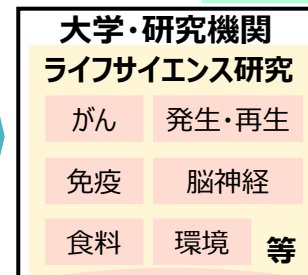 大学・研究機関
ライフサイエンス研究
がん 発生・再生
免疫 脳神経
食料 環境 等